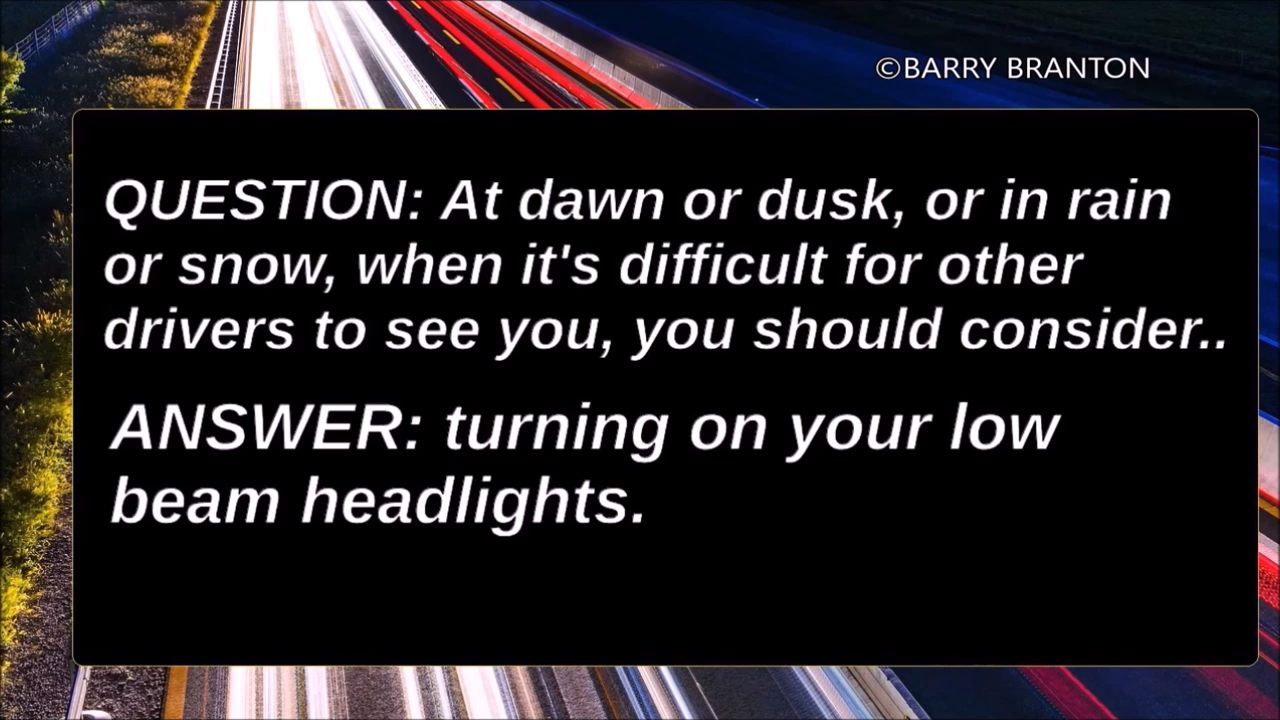 ©BARRY BRANTON
QUESTION: At dawn or dusk, or in rain
or snow, when it's difficult for other
drivers to see you, you should consider..
ANSWER: turning on your low
beam headlights.